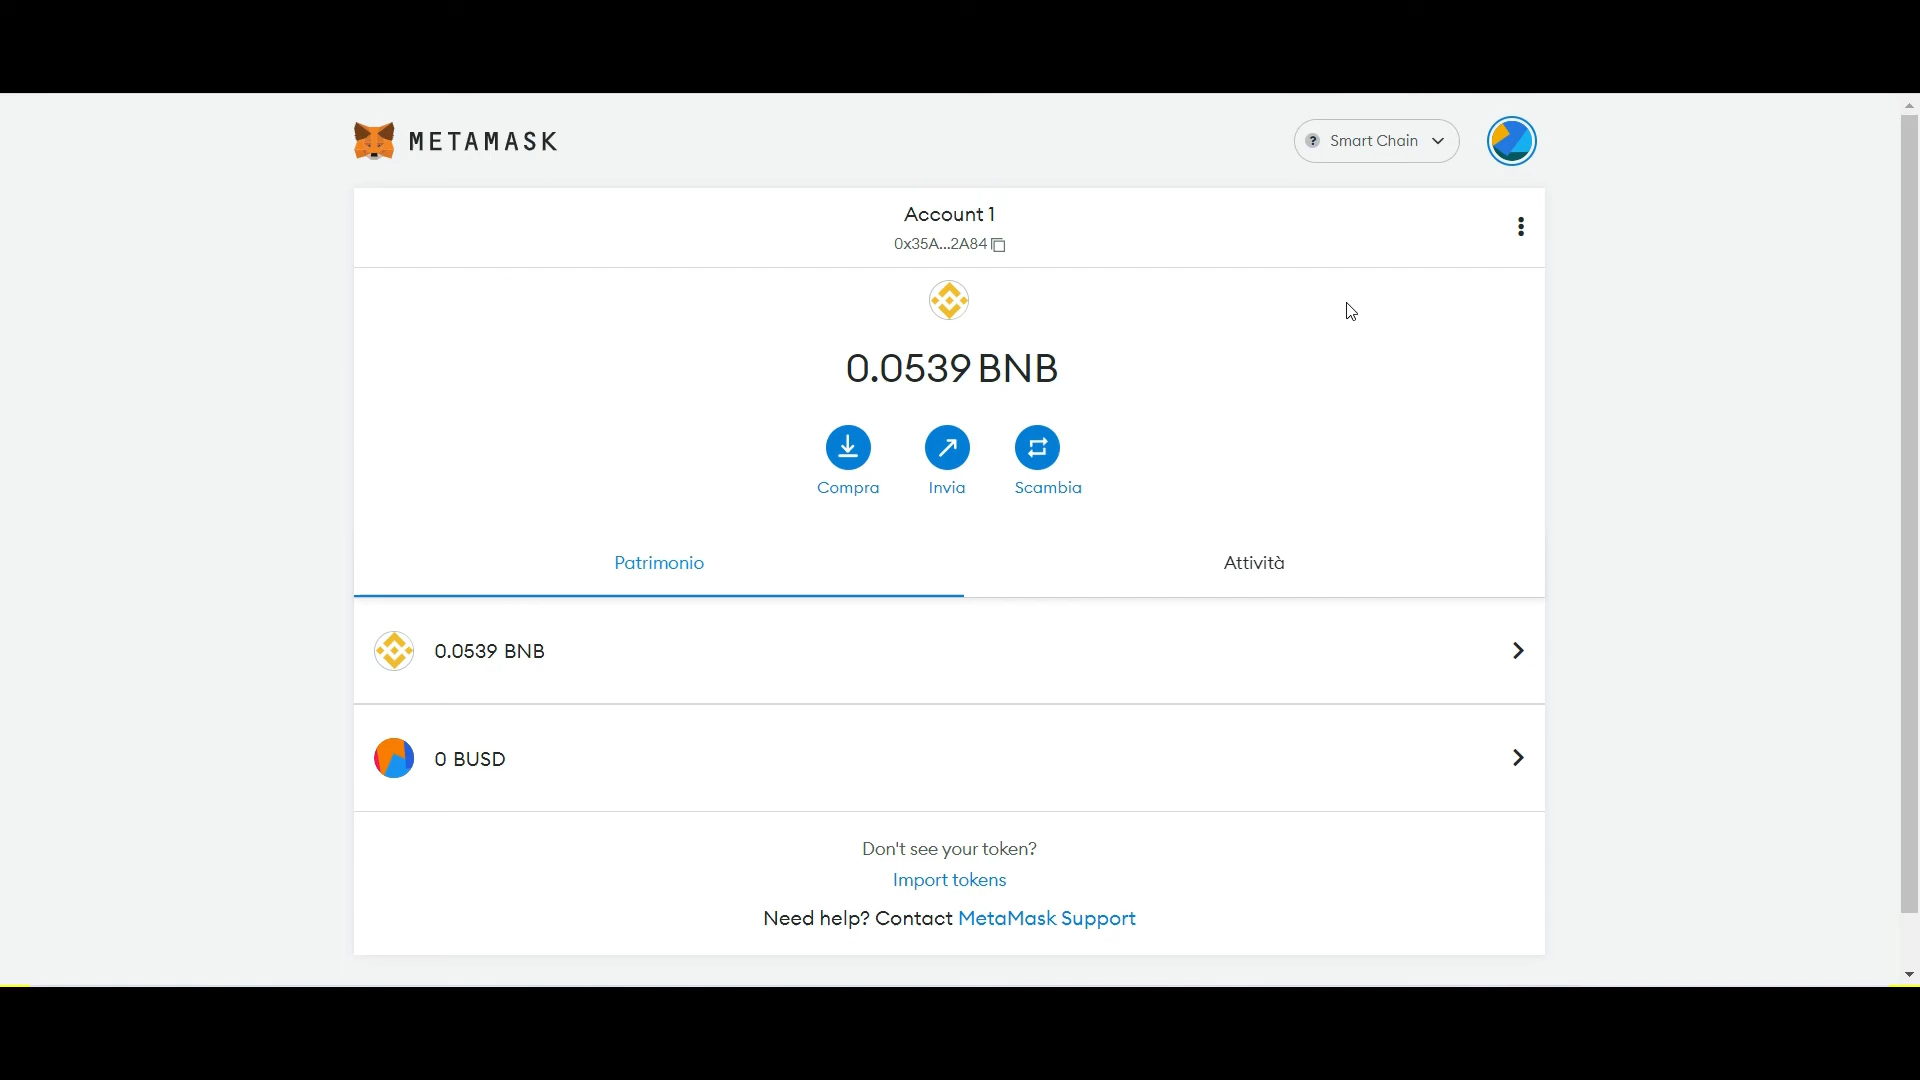 METAMASK
? Smart Chain
Account 1
0x35A...2A84
0.0539 BNB
Compra Invia Scambia
Patrimonio Attività
0.0539 BNB
0 BUSD
Don't see your token?
Import tokens
Need help? Contact MetaMask Support